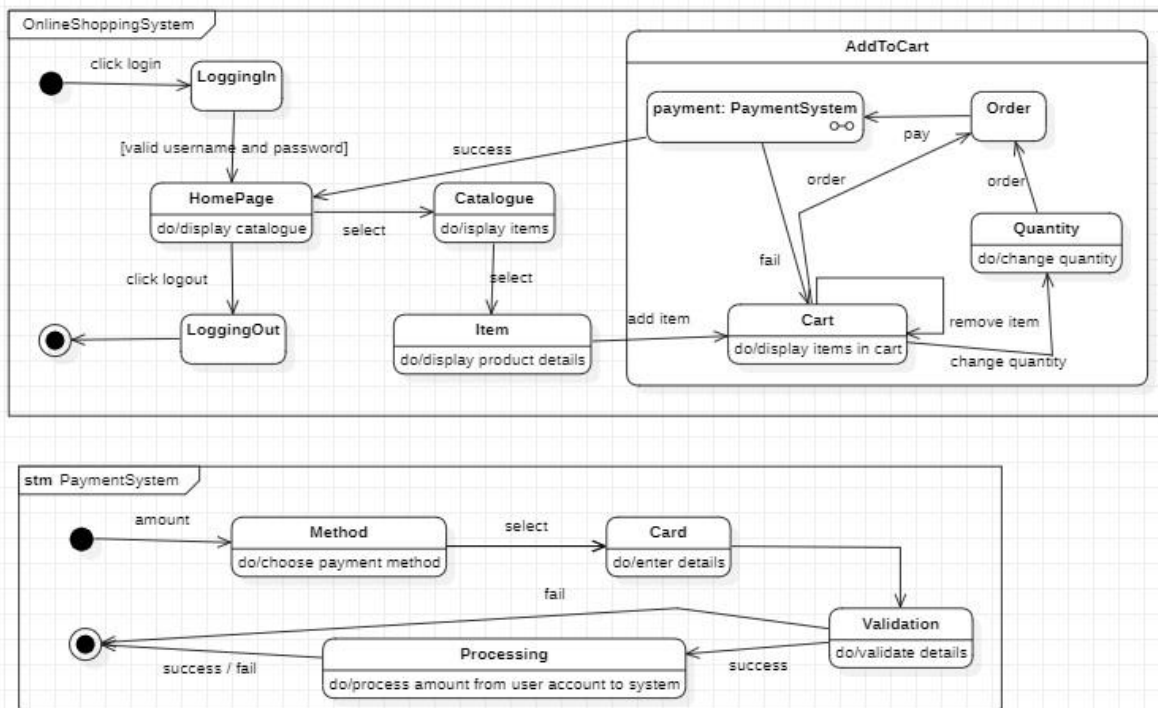 OnlineShoppingSystem
click login
LoggingIn
[valid username and password]
HomePage
do/display catalogue
click logout
LoggingOut
select
Catalogue
do/isplay items
select
Item
do/display product details
success
add item
AddToCart
payment: PaymentSystem
pay
Order
order
order
fail
Quantity
do/change quantity
Cart
do/display items in cart
remove item
change quantity
stm PaymentSystem
amount
Method
do/choose payment method
select
Card
do/enter details
fail
Validation
do/validate details
success
Processing
do/process amount from user account to system
success / fail